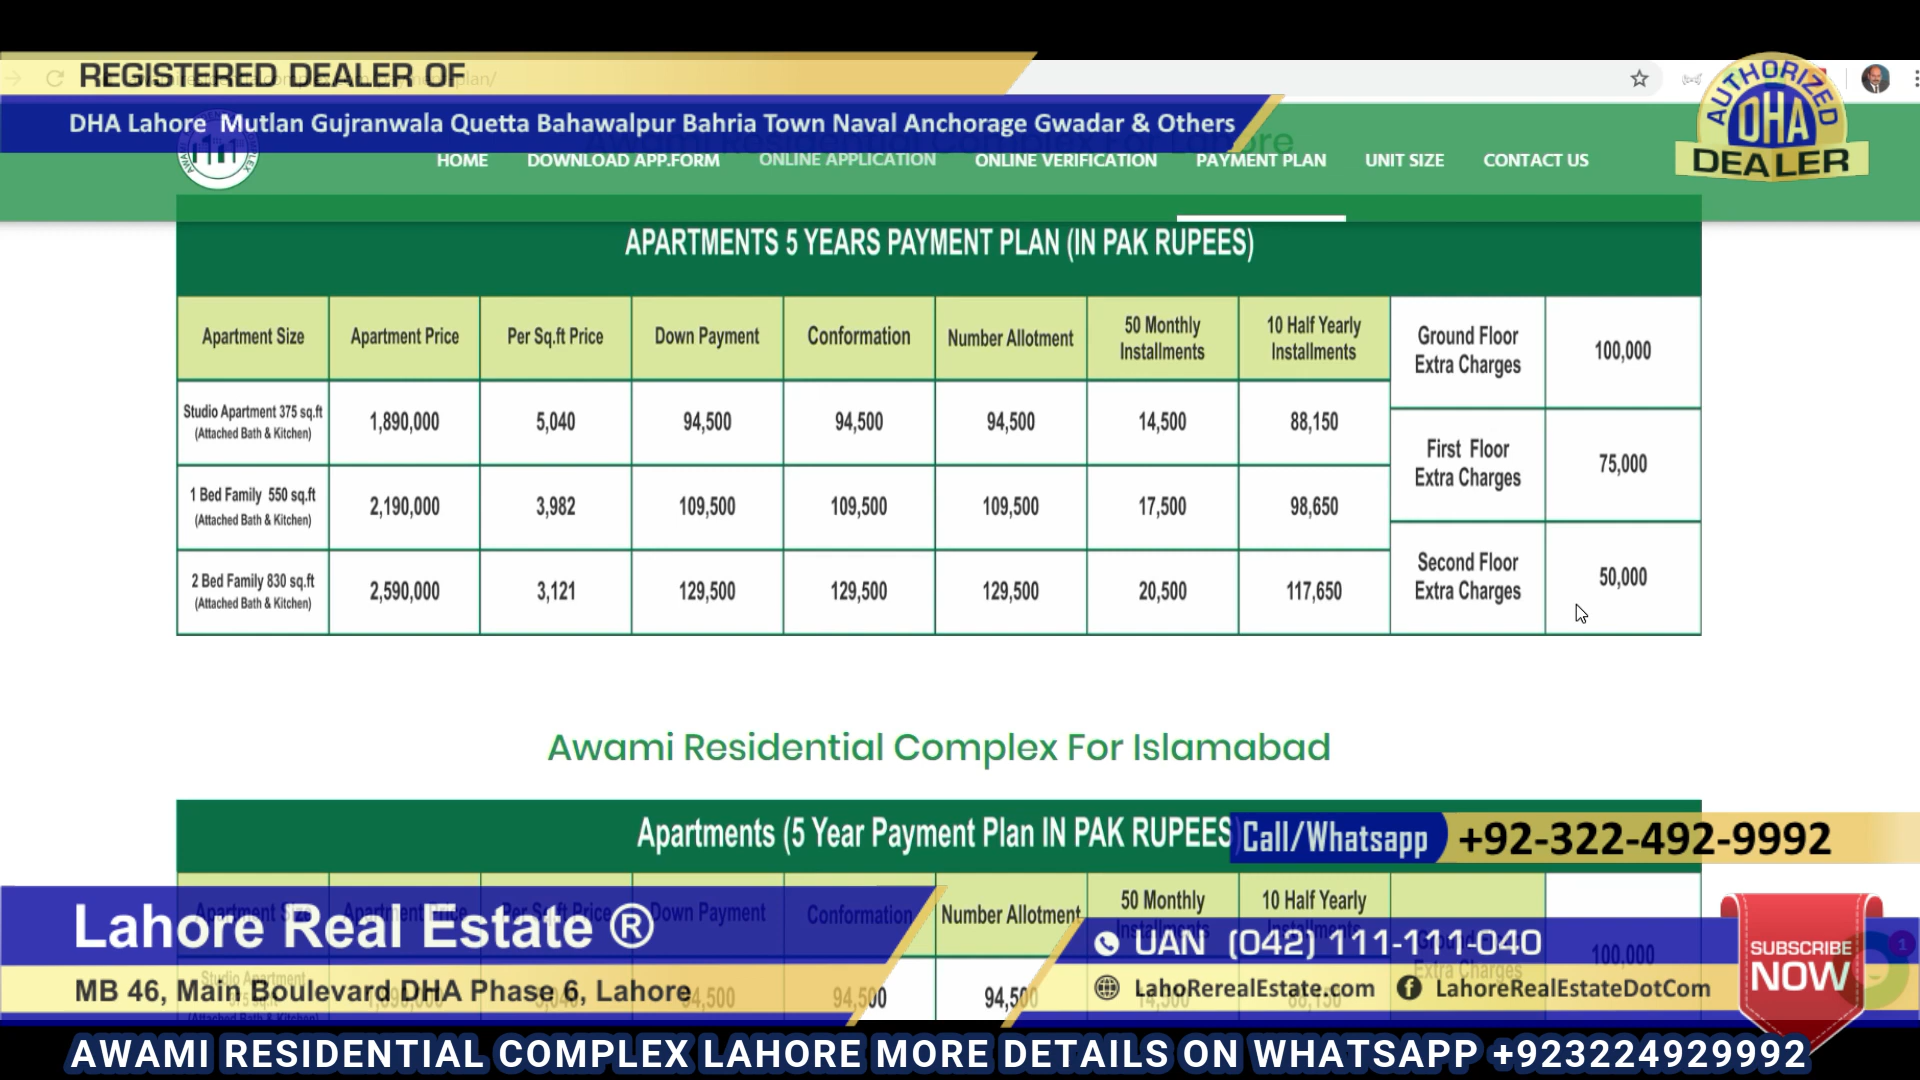 REGISTERED DEALER OF
DHA Lahore Mutlan Gujranwala Quetta Bahawalpur Bahria Town Naval Anchorage Gwadar & Others
AUTHORIZED
DHA
DEALER
HOME DOWNLOAD APP.FORM ONLINE APPLICATION ONLINE VERIFICATION PAYMENT PLAN UNIT SIZE CONTACT US
APARTMENTS 5 YEARS PAYMENT PLAN (IN PAK RUPEES)
Apartment Size Apartment Price Per Sq.ft Price Down Payment Conformation Number Allotment 50 Monthly Installments 10 Half Yearly Installments Ground Floor Extra Charges 100,000
Studio Apartment 375 sq.ft (Attached Bath & Kitchen) 1,890,000 5,040 94,500 94,500 94,500 14,500 88,150
First Floor Extra Charges 75,000
1 Bed Family 550 sq.ft (Attached Bath & Kitchen) 2,190,000 3,982 109,500 109,500 109,500 17,500 98,650
Second Floor Extra Charges 50,000
2 Bed Family 830 sq.ft (Attached Bath & Kitchen) 2,590,000 3,121 129,500 129,500 129,500 20,500 117,650
Awami Residential Complex For Islamabad
Apartments (5 Year Payment Plan IN PAK RUPEES)
Call/Whatsapp +92-322-492-9992
Down Payment Conformation Number Allotment 50 Monthly 10 Half Yearly
100,000
94,500 94,500
Lahore Real Estate ®
MB 46, Main Boulevard DHA Phase 6, Lahore
UAN (042) 111-111-040
LahoRerealEstate.com LahoreRealEstateDotCom
SUBSCRIBE
NOW
1
AWAMI RESIDENTIAL COMPLEX LAHORE MORE DETAILS ON WHATSAPP +923224929992